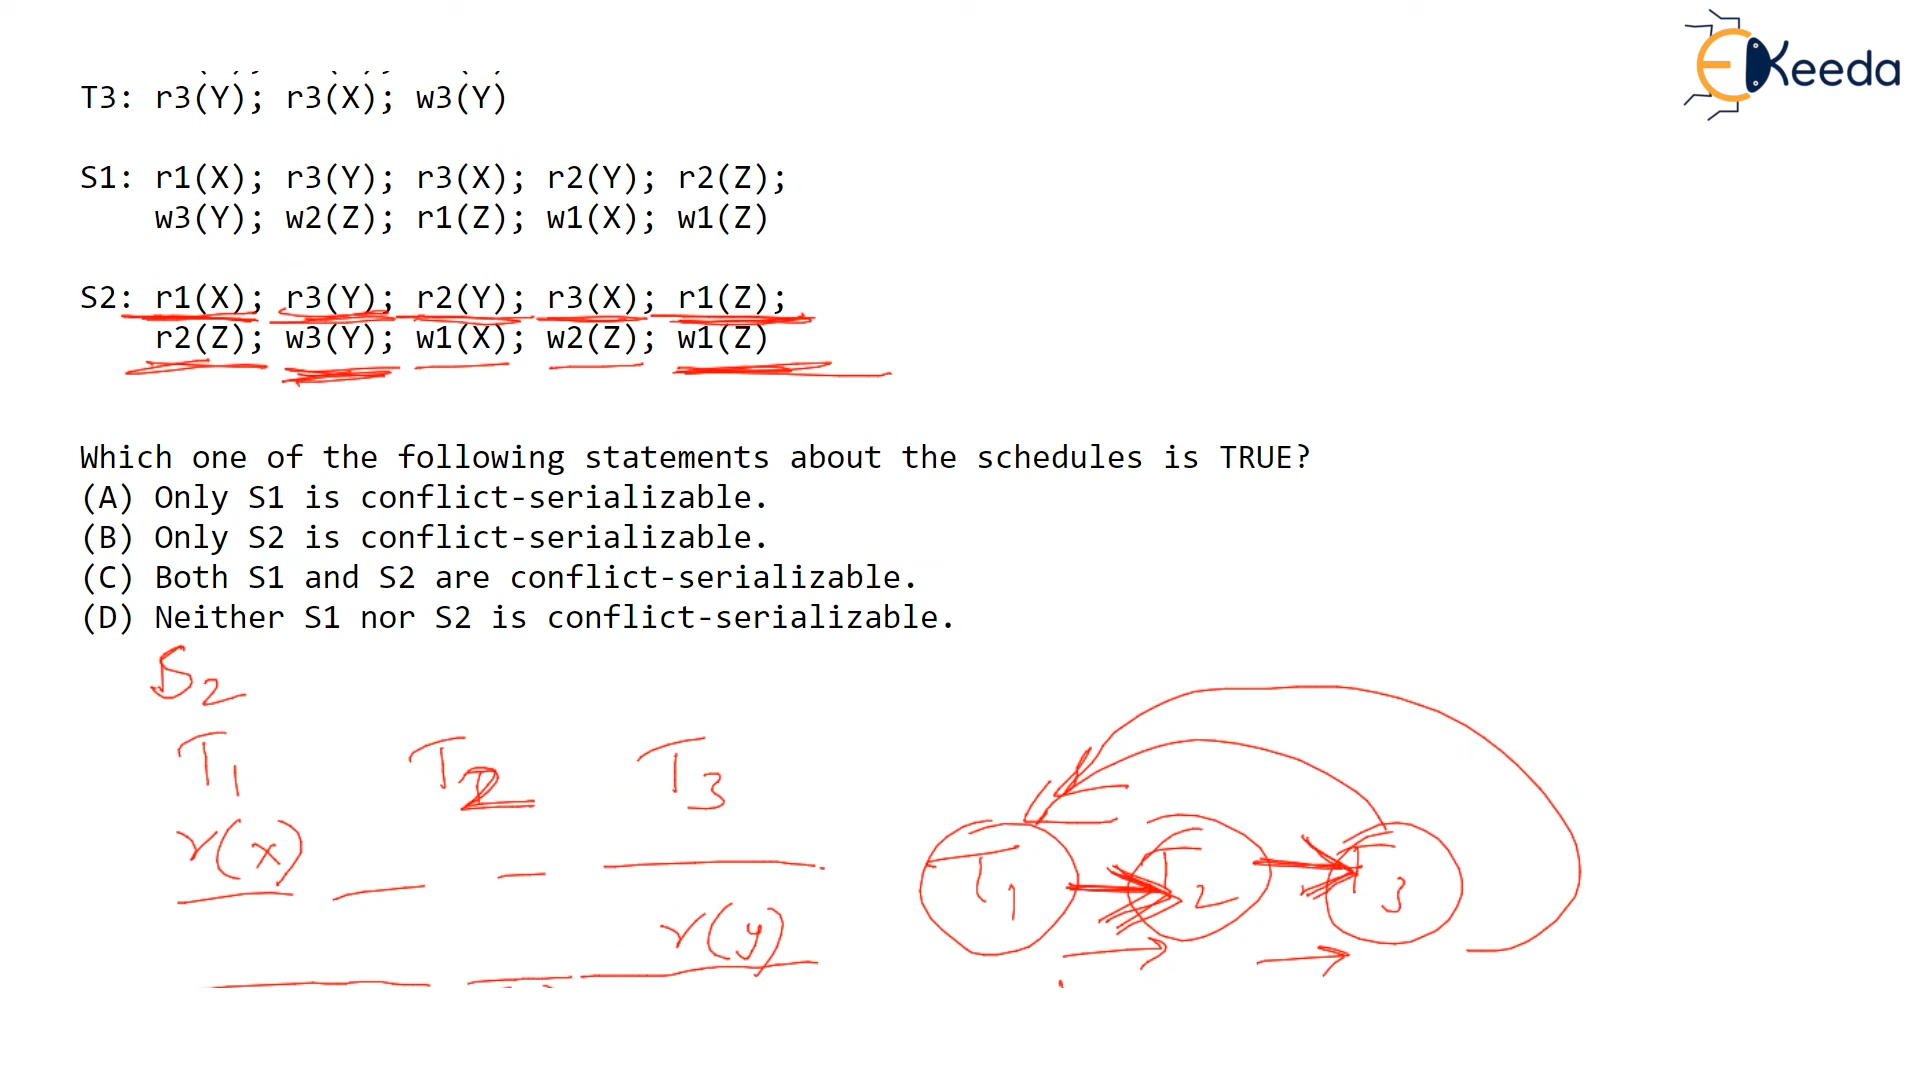 Keeda
T3: r3(Y); r3(X); w3(Y)
S1: r1(X); r3(Y); r3(X); r2(Y); r2(Z);
w3(Y); w2(Z); r1(Z); w1(X); w1(Z)
S2: r1(X); r3(Y); r2(Y); r3(X); r1(Z);
r2(Z); w3(Y); w1(X); w2(Z); w1(Z)
Which one of the following statements about the schedules is TRUE?
(A) Only S1 is conflict-serializable.
(B) Only S2 is conflict-serializable.
(C) Both S1 and S2 are conflict-serializable.
(D) Neither S1 nor S2 is conflict-serializable.
S2
T1 T2 T3
r(x)
r(y)
T1 T2 T3